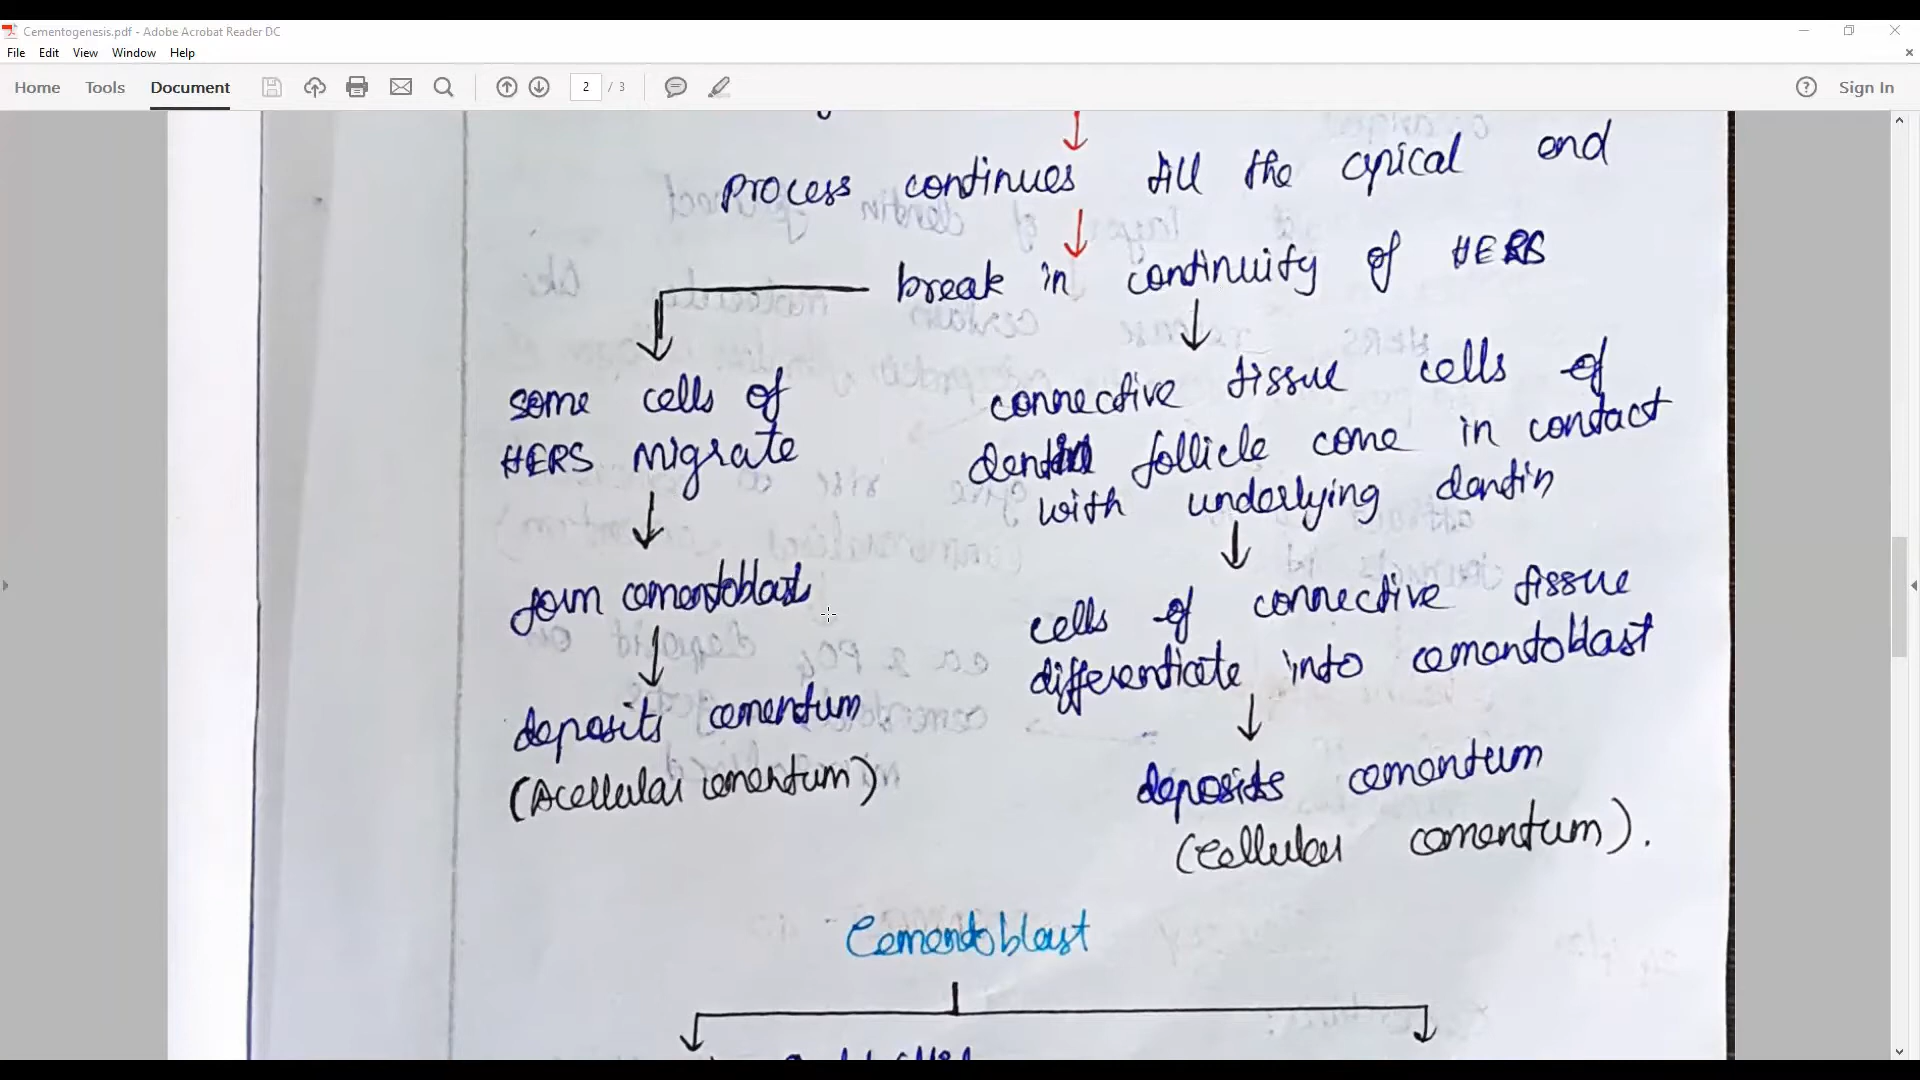 Cementogenesis.pdf - Adobe Acrobat Reader DC
File Edit View Window Help
Home Tools Document 2 / 3 Sign In
Process continues till the apical end
break in continuity of HERS
some cells of
HERS migrate
form cementoblast
deposits cementum
(Acellular cementum)
connective tissue cells of
dental follicle come in contact
with underlying dentin
cells of connective tissue
differenticate into cementoblast
deposits cementum
(cellular cementum).
Cementoblast